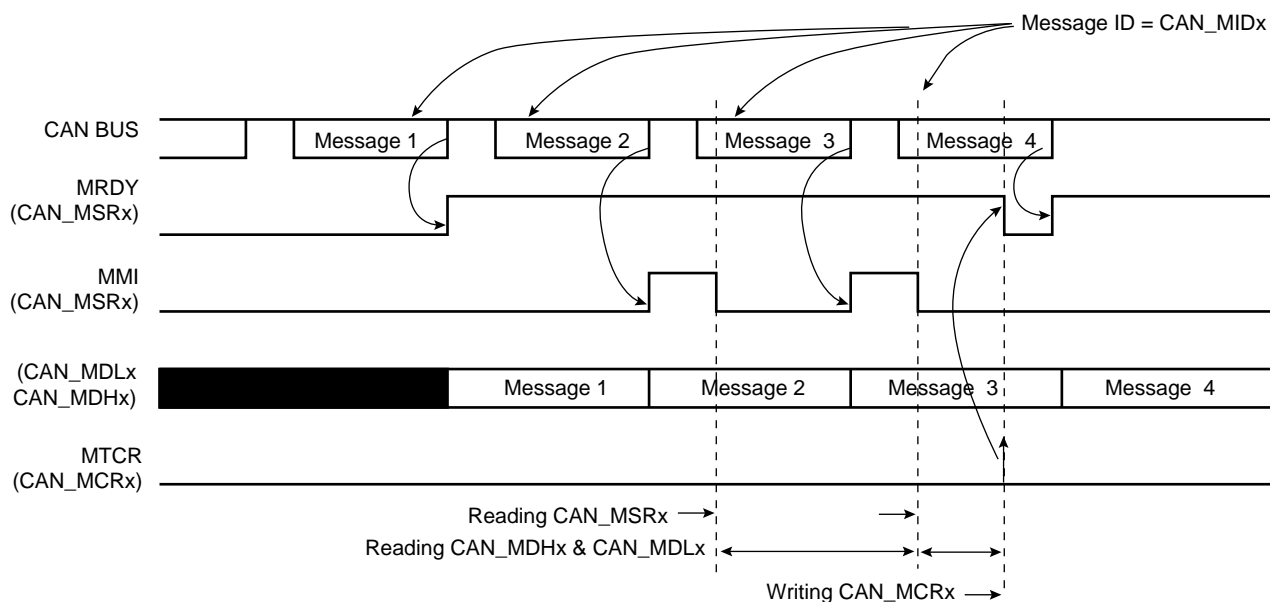 Message ID = CAN_MIDx
CAN BUS
Message 1
Message 2
Message 3
Message 4
MRDY
(CAN_MSRx)
MMI
(CAN_MSRx)
(CAN_MDLx
CAN_MDHx)
Message 1
Message 2
Message 3
Message 4
MTCR
(CAN_MCRx)
Reading CAN_MSRx
Reading CAN_MDHx & CAN_MDLx
Writing CAN_MCRx